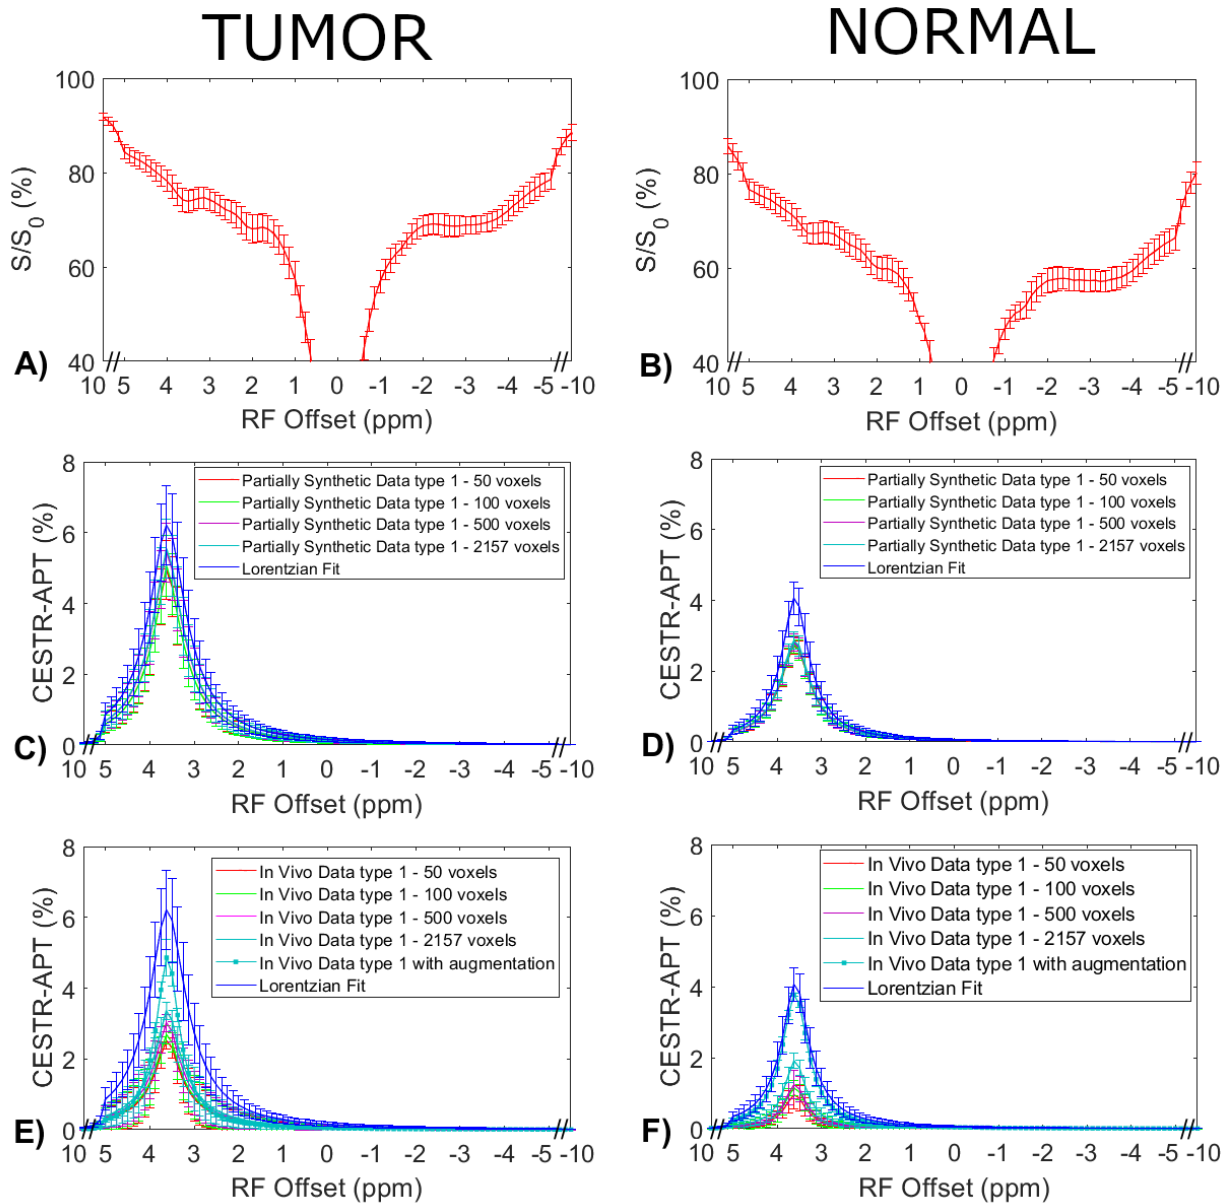 TUMOR
NORMAL
100
80
60
40
S/S0 (%)
A)
10 5 4 3 2 1 0 -1 -2 -3 -4 -5 -10
RF Offset (ppm)
100
80
60
40
S/S0 (%)
B)
10 5 4 3 2 1 0 -1 -2 -3 -4 -5 -10
RF Offset (ppm)
8
6
4
2
0
CESTR-APT (%)
Partially Synthetic Data type 1 - 50 voxels
Partially Synthetic Data type 1 - 100 voxels
Partially Synthetic Data type 1 - 500 voxels
Partially Synthetic Data type 1 - 2157 voxels
Lorentzian Fit
C)
10 5 4 3 2 1 0 -1 -2 -3 -4 -5 -10
RF Offset (ppm)
8
6
4
2
0
CESTR-APT (%)
Partially Synthetic Data type 1 - 50 voxels
Partially Synthetic Data type 1 - 100 voxels
Partially Synthetic Data type 1 - 500 voxels
Partially Synthetic Data type 1 - 2157 voxels
Lorentzian Fit
D)
10 5 4 3 2 1 0 -1 -2 -3 -4 -5 -10
RF Offset (ppm)
8
6
4
2
0
CESTR-APT (%)
In Vivo Data type 1 - 50 voxels
In Vivo Data type 1 - 100 voxels
In Vivo Data type 1 - 500 voxels
In Vivo Data type 1 - 2157 voxels
In Vivo Data type 1 with augmentation
Lorentzian Fit
E)
10 5 4 3 2 1 0 -1 -2 -3 -4 -5 -10
RF Offset (ppm)
8
6
4
2
0
CESTR-APT (%)
In Vivo Data type 1 - 50 voxels
In Vivo Data type 1 - 100 voxels
In Vivo Data type 1 - 500 voxels
In Vivo Data type 1 - 2157 voxels
In Vivo Data type 1 with augmentation
Lorentzian Fit
F)
10 5 4 3 2 1 0 -1 -2 -3 -4 -5 -10
RF Offset (ppm)